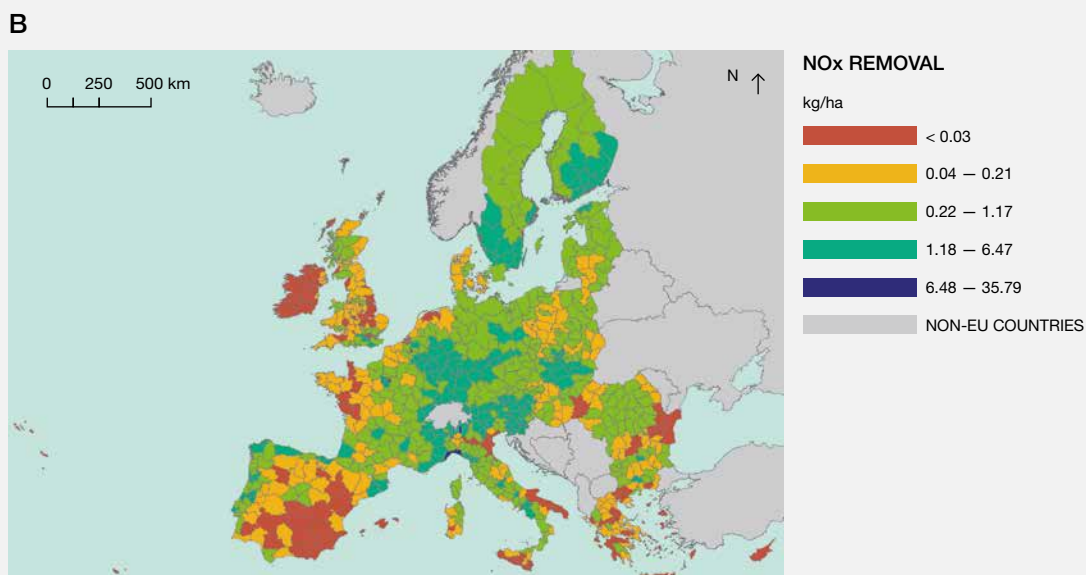 B
0 250 500 km
N
NOx REMOVAL
kg/ha
< 0.03
0.04 — 0.21
0.22 — 1.17
1.18 — 6.47
6.48 — 35.79
NON-EU COUNTRIES